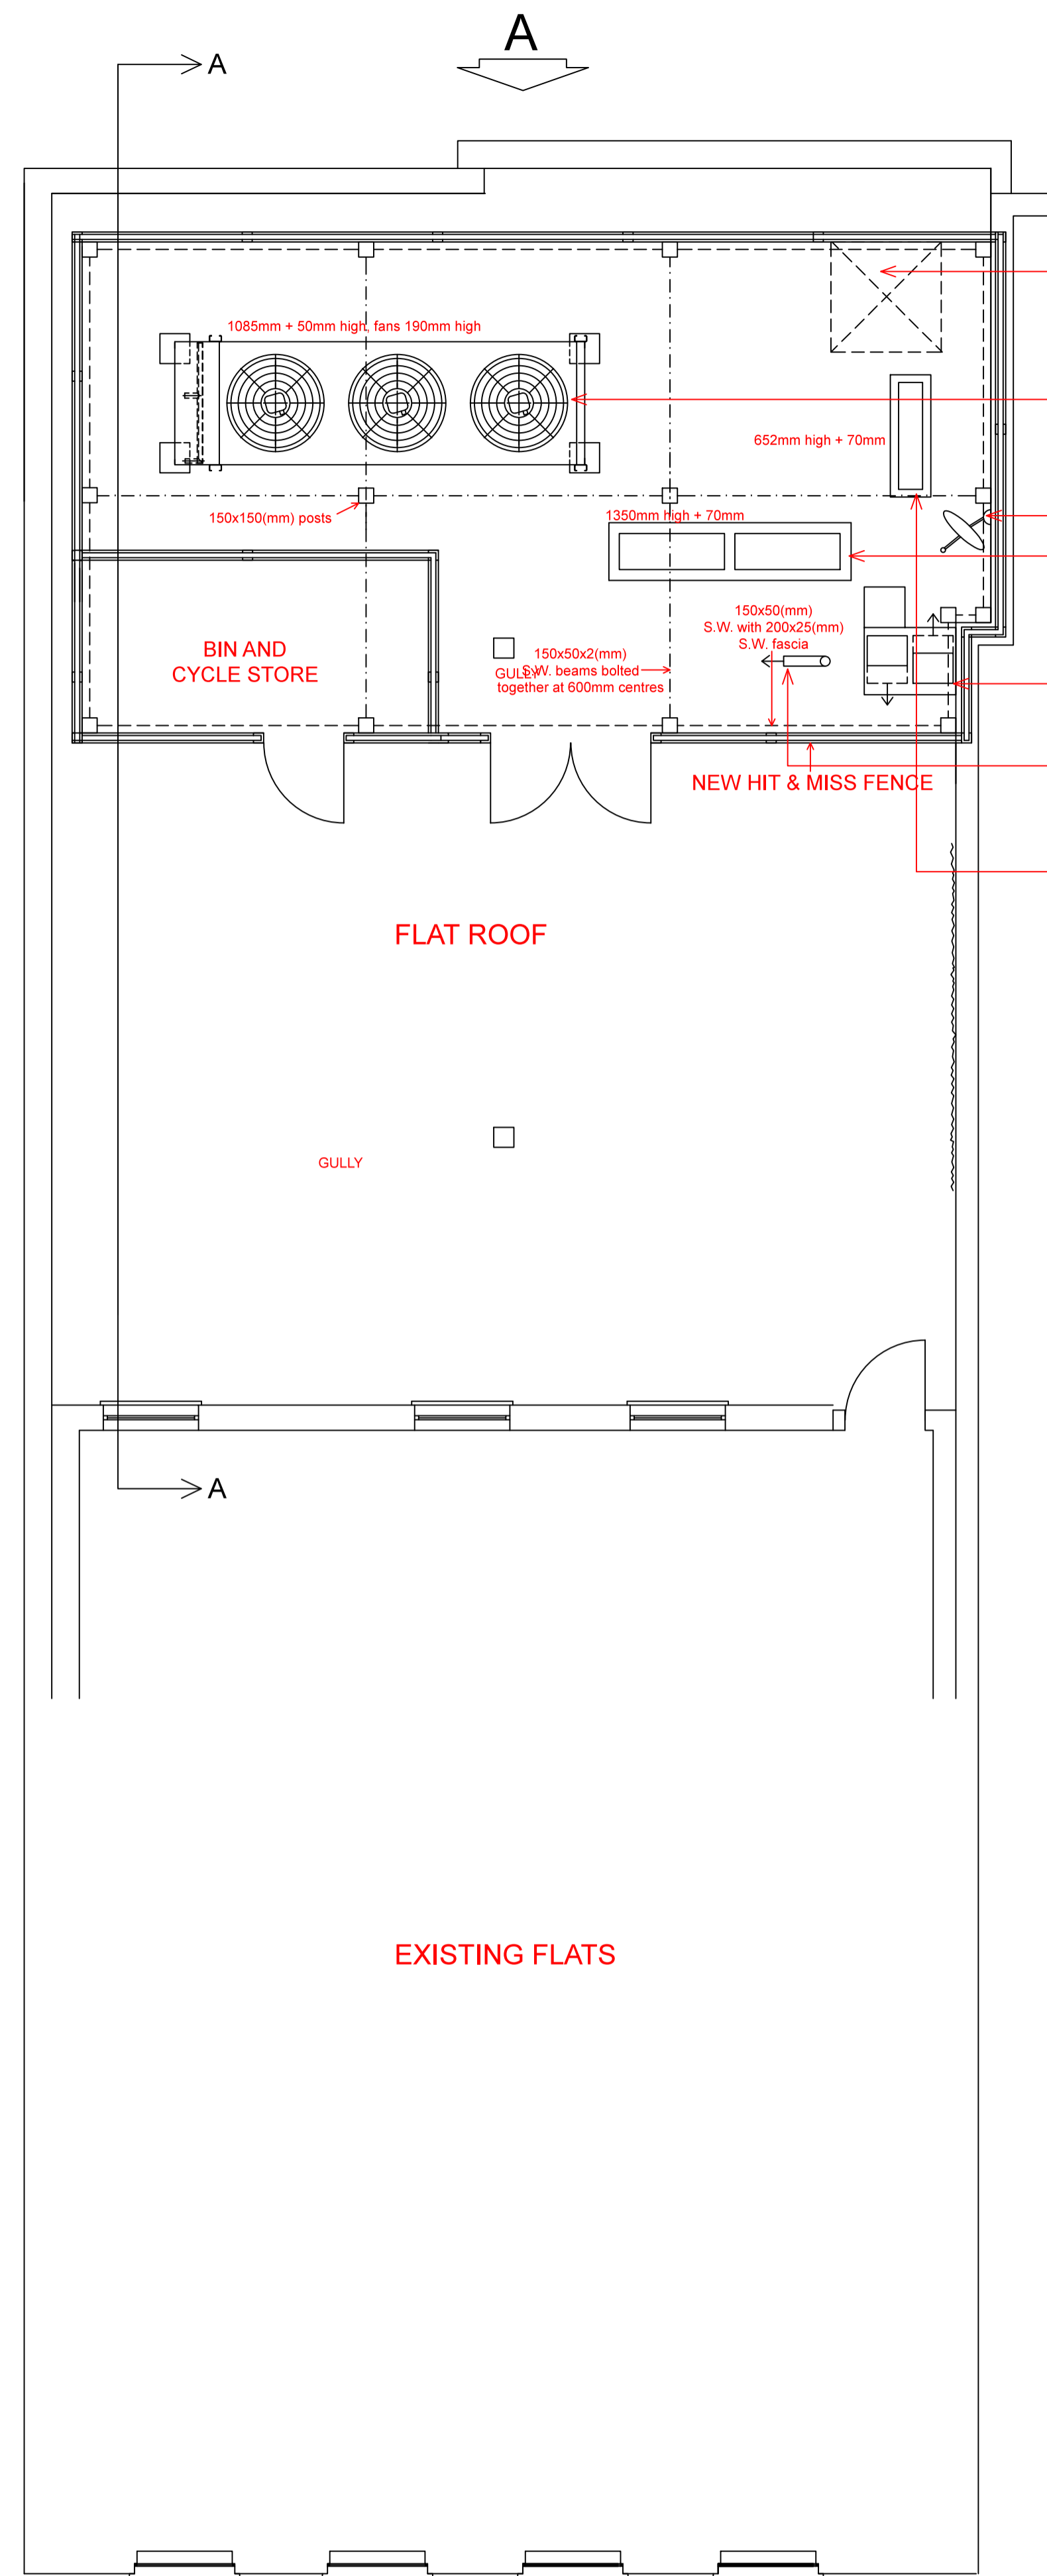 A
A
1085mm + 50mm high, fans 190mm high
652mm high + 70mm
150x150(mm) posts
1350mm high + 70mm
BIN AND
CYCLE STORE
GULLY
150x50x2(mm)
S.W. beams bolted
together at 600mm centres
150x50(mm)
S.W. with 200x25(mm)
S.W. fascia
NEW HIT & MISS FENCE
FLAT ROOF
GULLY
A
EXISTING FLATS